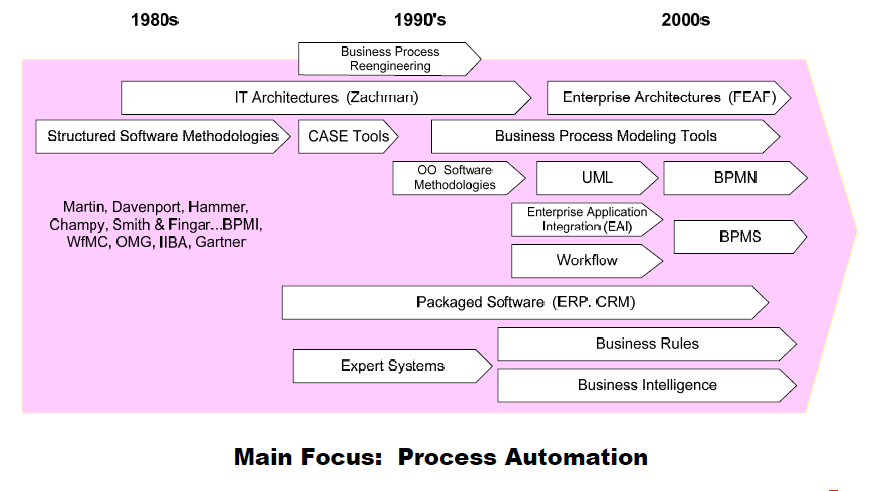 1980s 1990's 2000s
Business Process
Reengineering
IT Architectures (Zachman)
Enterprise Architectures (FEAF)
Structured Software Methodologies
CASE Tools
Business Process Modeling Tools
OO Software
Methodologies
UML
BPMN
Martin, Davenport, Hammer,
Champy, Smith & Fingar...BPMI,
WfMC, OMG, IIBA, Gartner
Enterprise Application
Integration (EAI)
BPMS
Workflow
Packaged Software (ERP. CRM)
Business Rules
Expert Systems
Business Intelligence
Main Focus: Process Automation